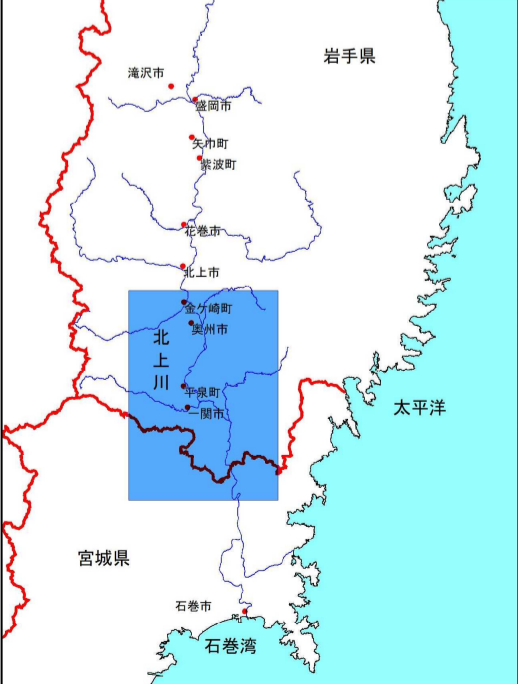 岩手県
滝沢市
盛岡市
矢巾町
紫波町
花巻市
北上市
金ケ崎町
奥州市
北上川
平泉町
一関市
太平洋
宮城県
石巻市
石巻湾